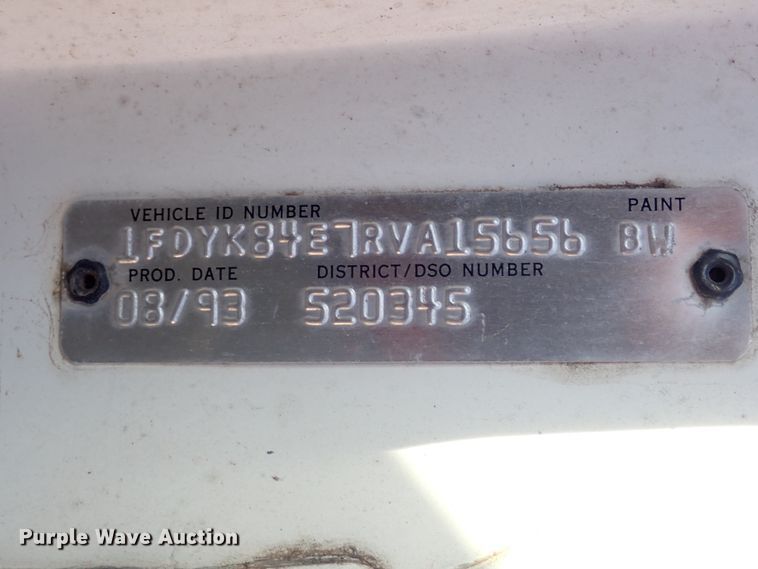 VEHICLE ID NUMBER PAINT
1FDYK84E7RVA15656 BW
PROD. DATE DISTRICT/DSO NUMBER
08/93 520345
Purple Wave Auction